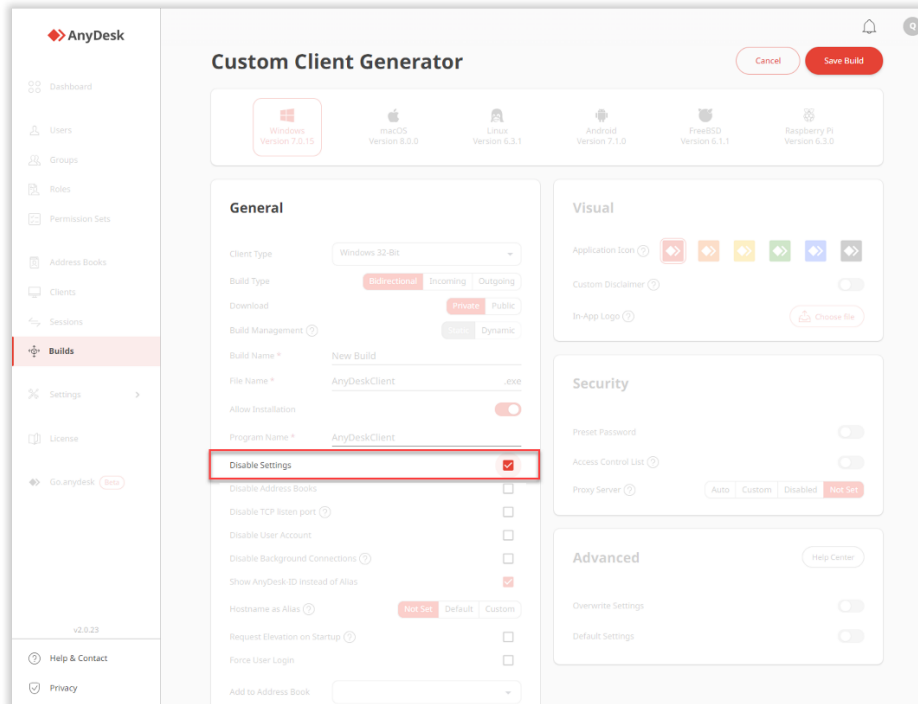 AnyDesk
Q
Custom Client Generator
Cancel
Save Build
Dashboard
Users
Groups
Roles
Permission Sets
Address Books
Clients
Sessions
Builds
Settings
License
Go.anydesk Beta
v2.0.23
Help & Contact
Privacy
Windows
Version 7.0.15
macOS
Version 8.0.0
Linux
Version 6.3.1
Android
Version 7.1.0
FreeBSD
Version 6.1.1
Raspberry Pi
Version 6.3.0
General
Client Type Windows 32-Bit
Build Type Bidirectional Incoming Outgoing
Download Private Public
Build Management ? Static Dynamic
Build Name * New Build
File Name * AnyDeskClient .exe
Allow Installation
Program Name * AnyDeskClient
Disable Settings
Disable Address Books
Disable TCP listen port ?
Disable User Account
Disable Background Connections ?
Show AnyDesk-ID instead of Alias
Hostname as Alias ? Not Set Default Custom
Request Elevation on Startup ?
Force User Login
Add to Address Book
Visual
Application Icon ?
Custom Disclaimer ?
In-App Logo ? Choose file
Security
Preset Password
Access Control List ?
Proxy Server ? Auto Custom Disabled Not Set
Advanced
Help Center
Overwrite Settings
Default Settings